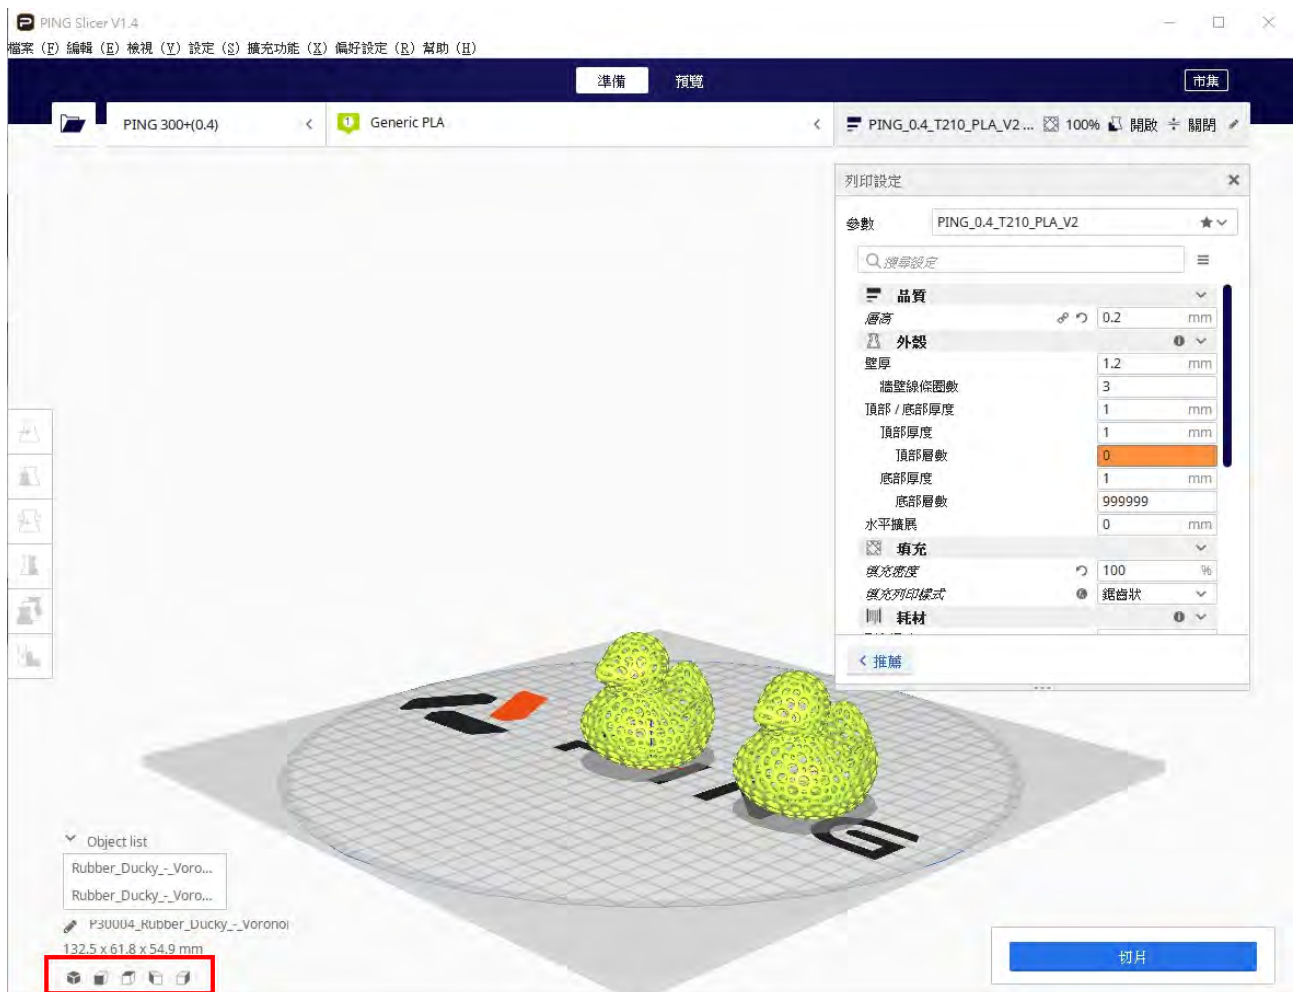 PING Slicer V1.4
檔案 (F) 編輯 (E) 檢視 (V) 設定 (S) 擴充功能 (X) 偏好設定 (R) 幫助 (H)
準備 預覽 市集
PING 300+(0.4) Generic PLA PING_0.4_T210_PLA_V2 ... 100% 開啟 關閉
列印設定
參數 PING_0.4_T210_PLA_V2
搜尋設定
品質
層高 0.2 mm
外殼
壁厚 1.2 mm
牆壁線條圈數 3
頂部 / 底部厚度 1 mm
頂部厚度 1 mm
頂部層數 0
底部厚度 1 mm
底部層數 999999
水平擴展 0 mm
填充
填充密度 100 %
填充列印樣式 鋸齒狀
耗材
推薦
Object list
Rubber_Ducky_-_Voro...
Rubber_Ducky_-_Voro...
P30004_Rubber_Ducky_-_Voronoi
132.5 x 61.8 x 54.9 mm
切片